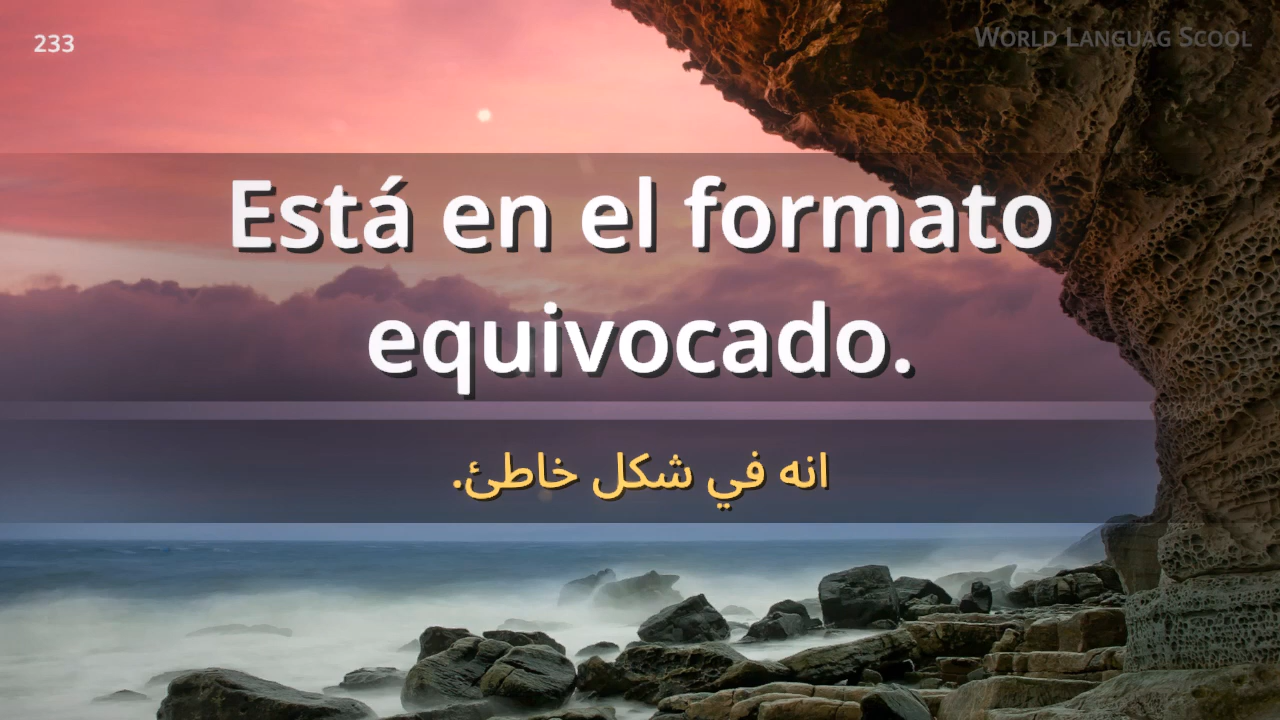 233
World Languag Scool
Está en el formato
equivocado.
انه في شكل خاطئ.